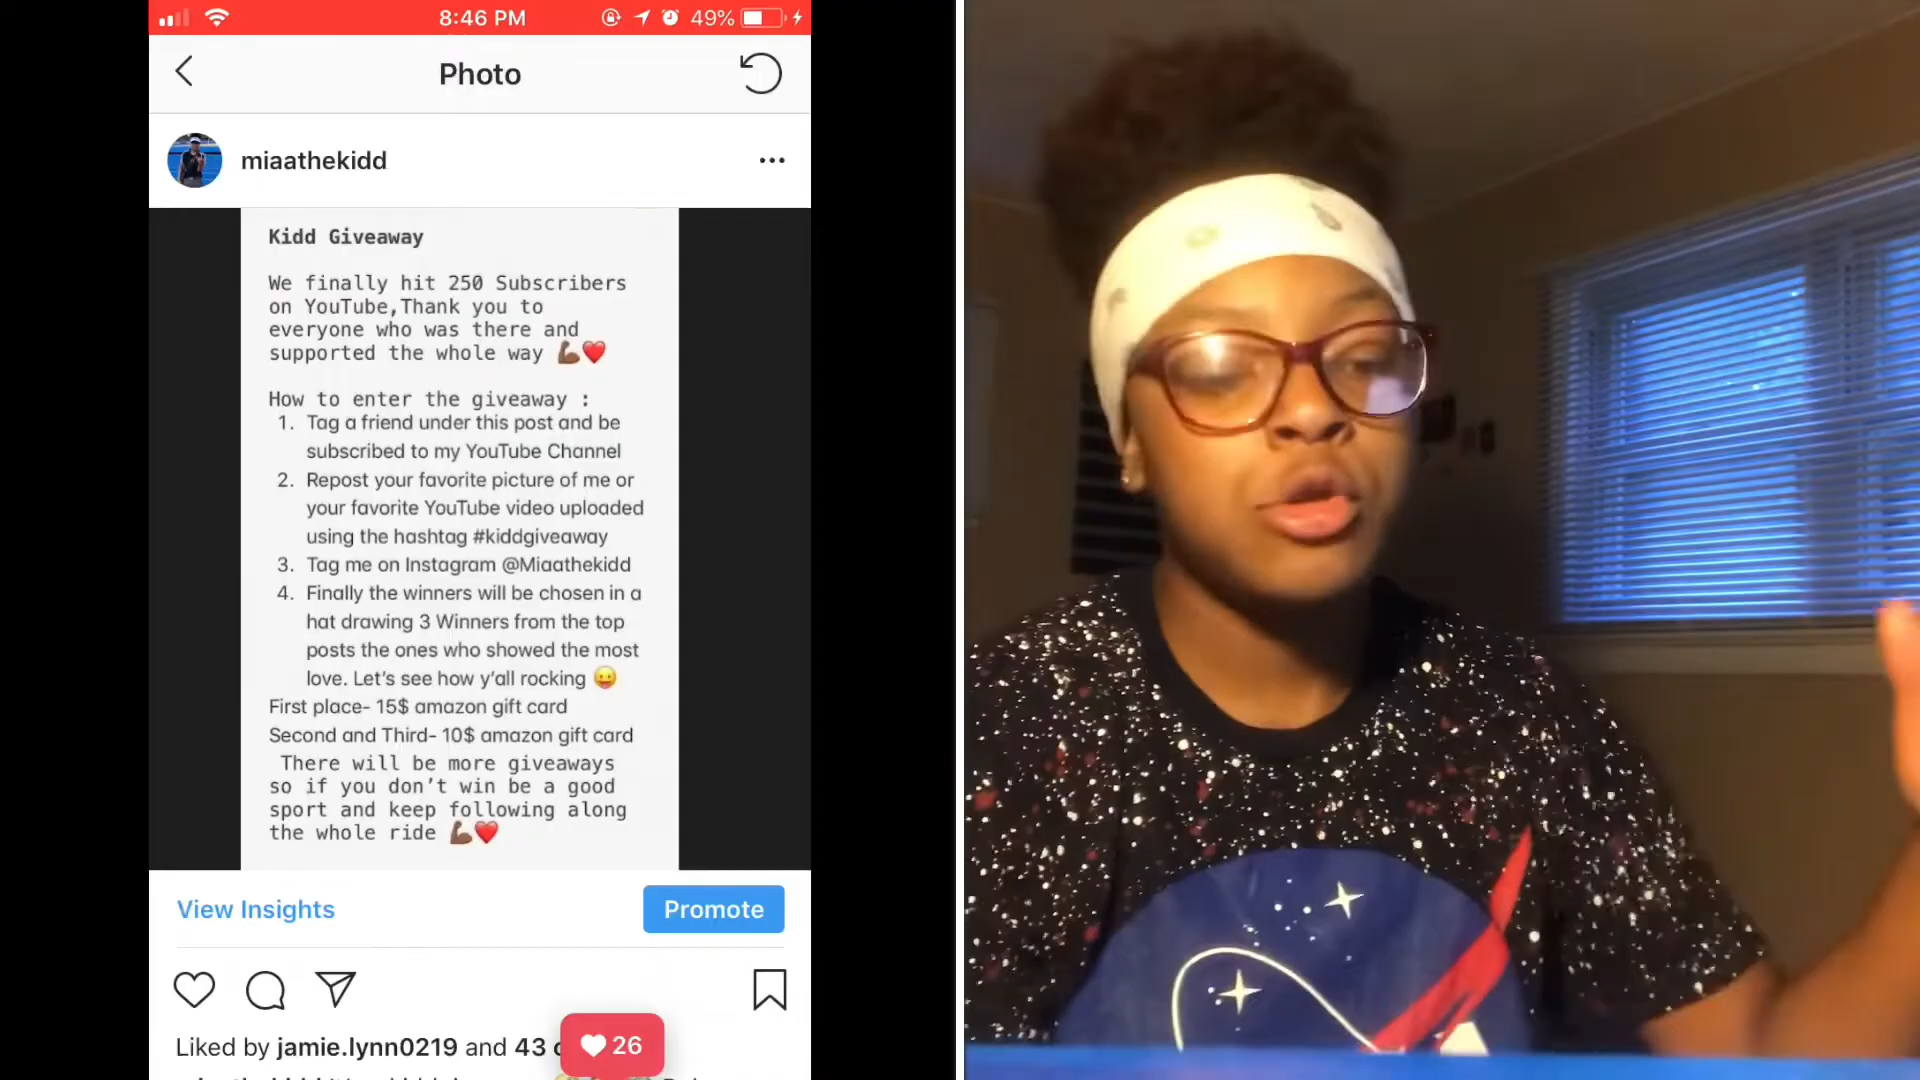 8:46 PM
49%
Photo
miaathekidd
Kidd Giveaway
We finally hit 250 Subscribers
on YouTube,Thank you to
everyone who was there and
supported the whole way 💪🏾❤️
How to enter the giveaway :
1. Tag a friend under this post and be
subscribed to my YouTube Channel
2. Repost your favorite picture of me or
your favorite YouTube video uploaded
using the hashtag #kiddgiveaway
3. Tag me on Instagram @Miaathekidd
4. Finally the winners will be chosen in a
hat drawing 3 Winners from the top
posts the ones who showed the most
love. Let's see how y'all rocking 😛
First place- 15$ amazon gift card
Second and Third- 10$ amazon gift card
There will be more giveaways
so if you don’t win be a good
sport and keep following along
the whole ride 💪🏾❤️
View Insights
Promote
Liked by jamie.lynn0219 and 43
26